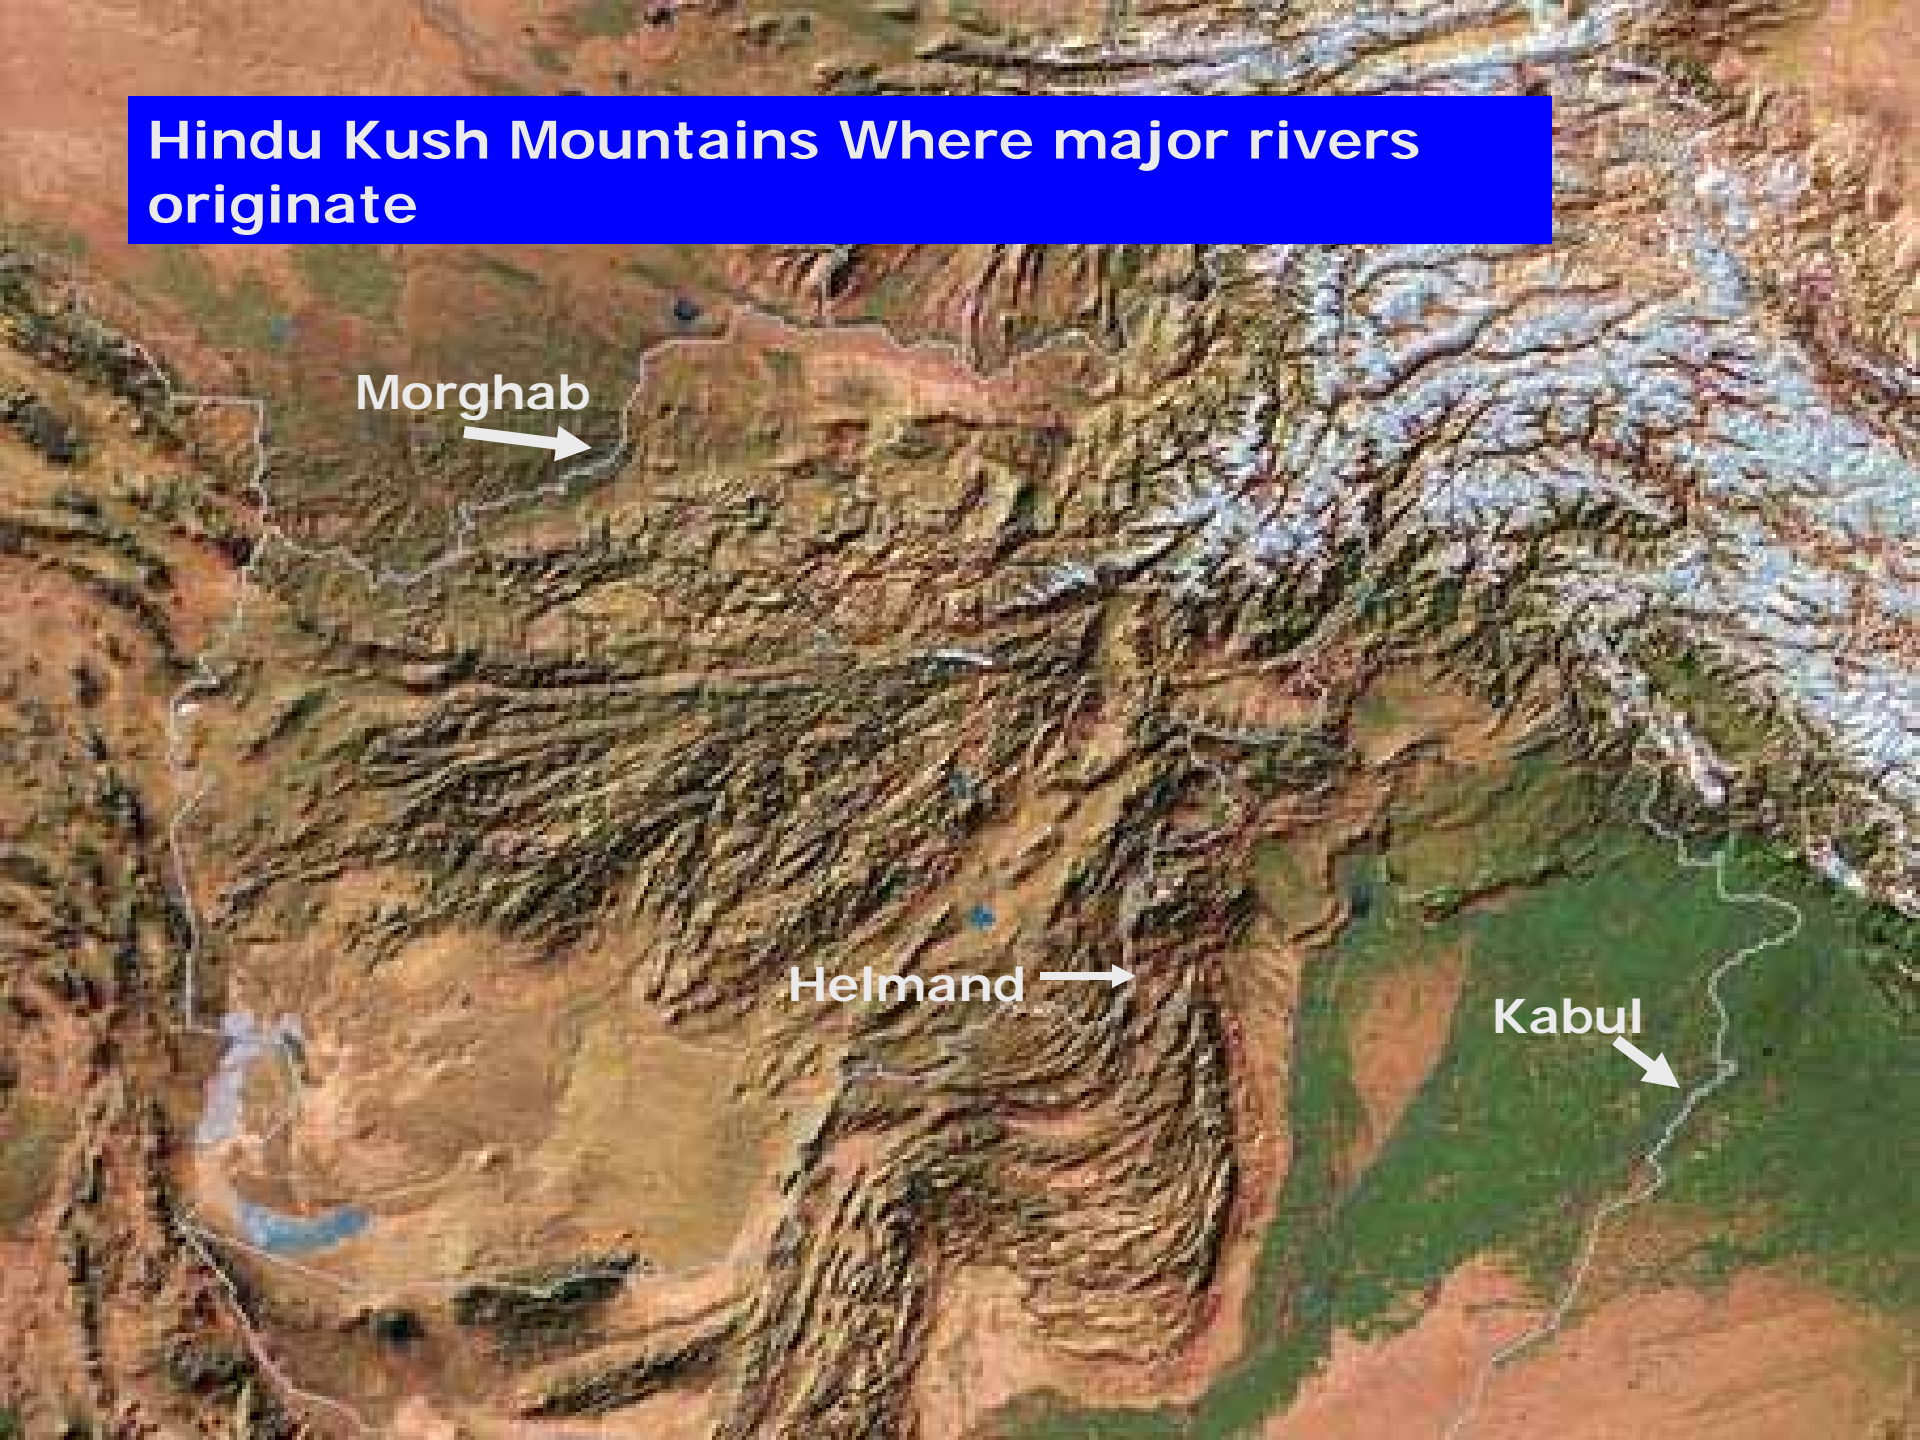 Hindu Kush Mountains Where major rivers
originate
Morghab
Helmand
Kabul